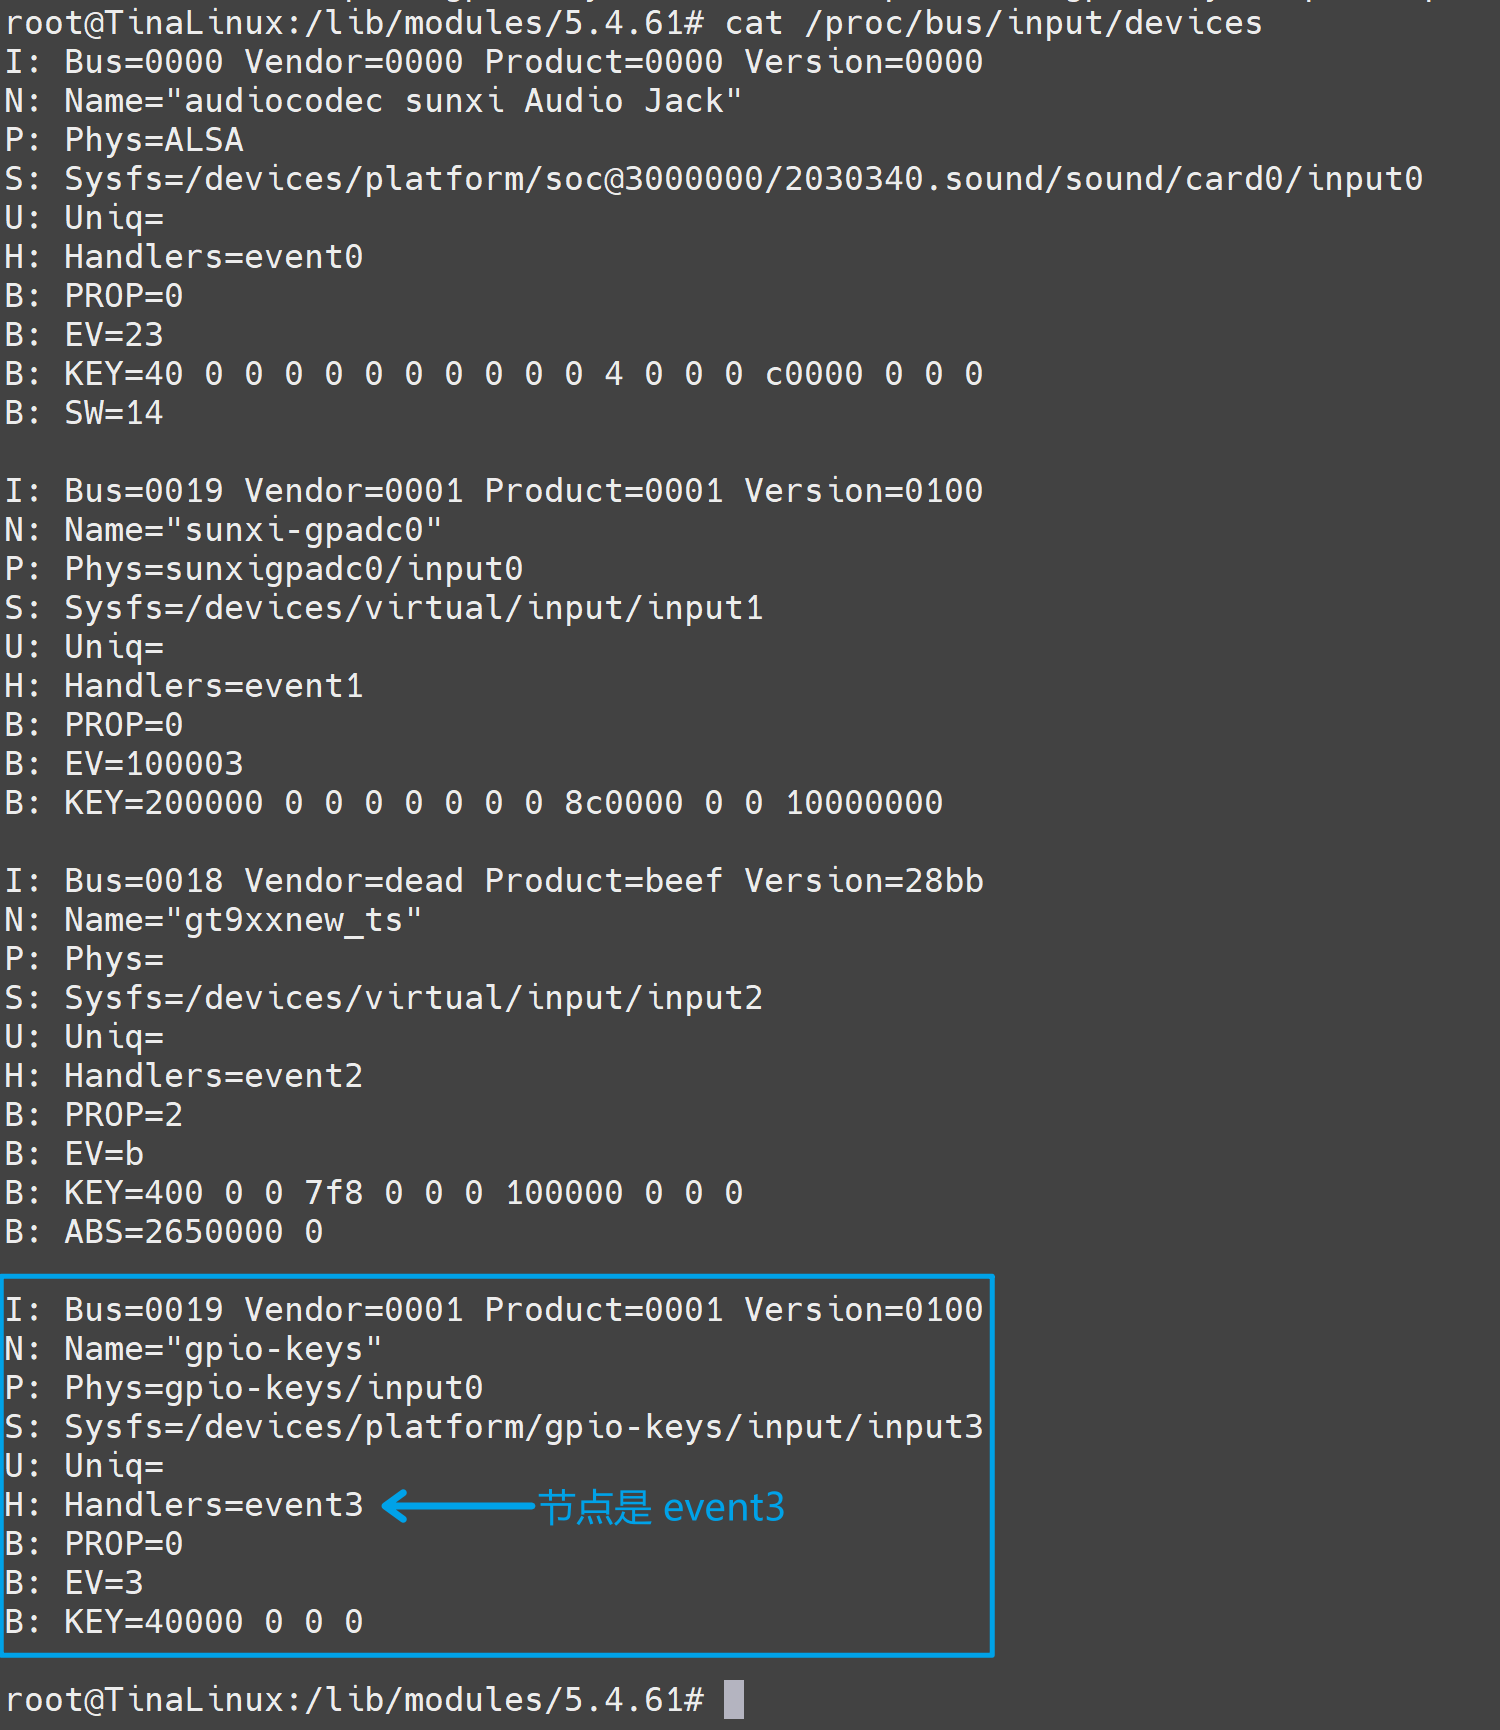 root@TinaLinux:/lib/modules/5.4.61# cat /proc/bus/input/devices
I: Bus=0000 Vendor=0000 Product=0000 Version=0000
N: Name="audiocodec sunxi Audio Jack"
P: Phys=ALSA
S: Sysfs=/devices/platform/soc@3000000/2030340.sound/sound/card0/input0
U: Uniq=
H: Handlers=event0
B: PROP=0
B: EV=23
B: KEY=40 0 0 0 0 0 0 0 0 0 0 4 0 0 0 c0000 0 0 0
B: SW=14
I: Bus=0019 Vendor=0001 Product=0001 Version=0100
N: Name="sunxi-gpadc0"
P: Phys=sunxigpadc0/input0
S: Sysfs=/devices/virtual/input/input1
U: Uniq=
H: Handlers=event1
B: PROP=0
B: EV=100003
B: KEY=200000 0 0 0 0 0 0 0 8c0000 0 0 10000000
I: Bus=0018 Vendor=dead Product=beef Version=28bb
N: Name="gt9xxnew_ts"
P: Phys=
S: Sysfs=/devices/virtual/input/input2
U: Uniq=
H: Handlers=event2
B: PROP=2
B: EV=b
B: KEY=400 0 0 7f8 0 0 0 100000 0 0 0
B: ABS=2650000 0
I: Bus=0019 Vendor=0001 Product=0001 Version=0100
N: Name="gpio-keys"
P: Phys=gpio-keys/input0
S: Sysfs=/devices/platform/gpio-keys/input/input3
U: Uniq=
H: Handlers=event3 节点是 event3
B: PROP=0
B: EV=3
B: KEY=40000 0 0 0
root@TinaLinux:/lib/modules/5.4.61#